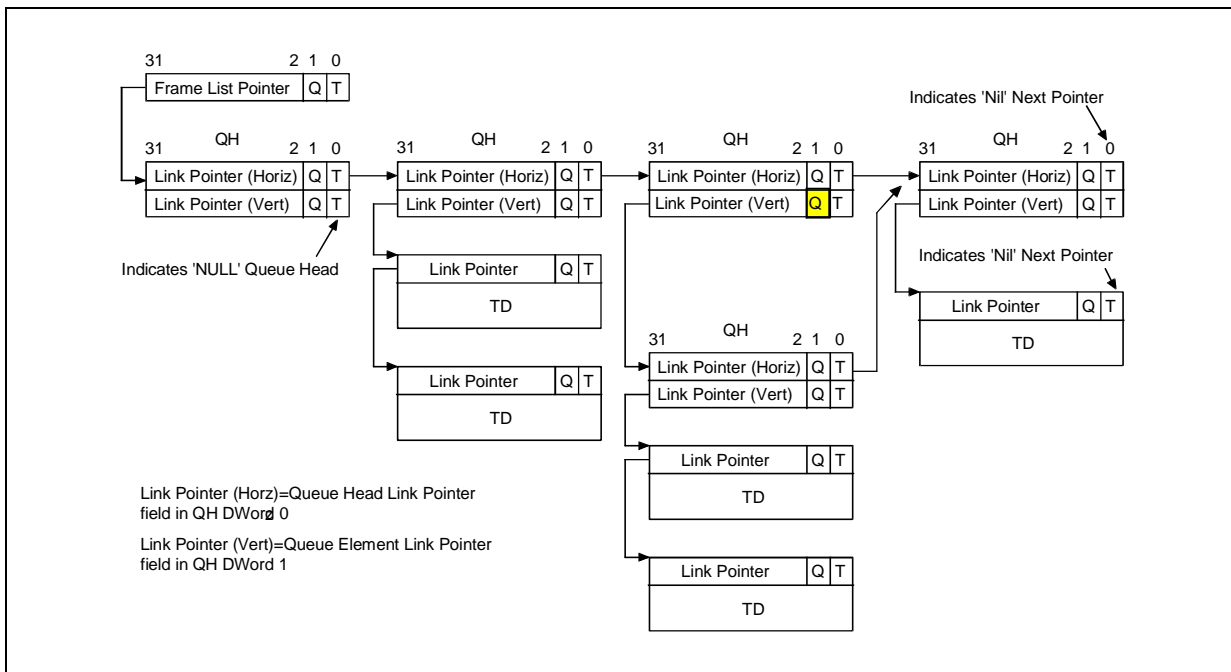 31 2 1 0
Frame List Pointer Q T
Indicates 'Nil' Next Pointer
QH
31 2 1 0
Link Pointer (Horiz) Q T
Link Pointer (Vert) Q T
Indicates 'NULL' Queue Head
QH
31 2 1 0
Link Pointer (Horiz) Q T
Link Pointer (Vert) Q T
Link Pointer Q T
TD
Link Pointer Q T
TD
QH
31 2 1 0
Link Pointer (Horiz) Q T
Link Pointer (Vert) Q T
QH
31 2 1 0
Link Pointer (Horiz) Q T
Link Pointer (Vert) Q T
Link Pointer Q T
TD
Link Pointer Q T
TD
QH
31 2 1 0
Link Pointer (Horiz) Q T
Link Pointer (Vert) Q T
Indicates 'Nil' Next Pointer
Link Pointer Q T
TD
Link Pointer (Horz)=Queue Head Link Pointer
field in QH 0
Link Pointer (Vert)=Queue Element Link Pointer
field in QH DWord 1